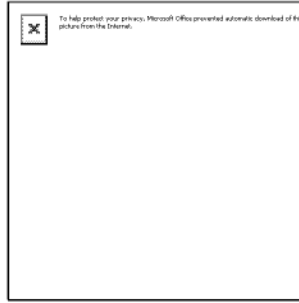 To help protect your privacy, Microsoft Office prevented automatic download of this
picture from the Internet.